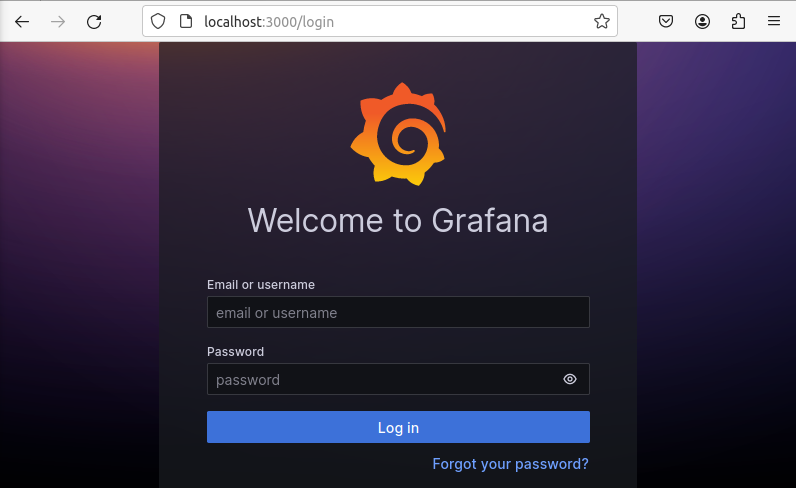 localhost:3000/login
Welcome to Grafana
Email or username
email or username
Password
password
Log in
Forgot your password?